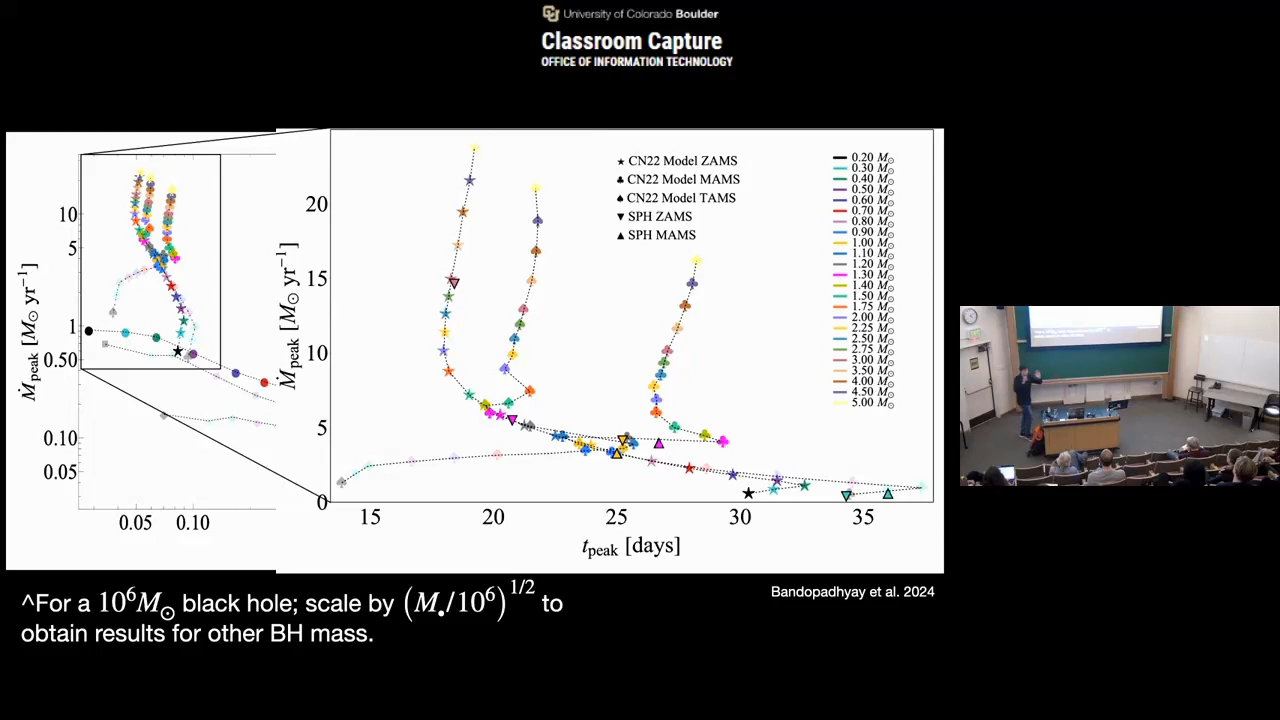 University of Colorado Boulder
Classroom Capture
OFFICE OF INFORMATION TECHNOLOGY
Ṁpeak [M⊙ yr⁻¹]
10
5
1
0.50
0.10
0.05
0.05 0.10
Ṁpeak [M⊙ yr⁻¹]
20
15
10
5
0
15 20 25 30 35
tpeak [days]
★ CN22 Model ZAMS
♣ CN22 Model MAMS
♠ CN22 Model TAMS
▼ SPH ZAMS
▲ SPH MAMS
0.20 M⊙
0.30 M⊙
0.40 M⊙
0.50 M⊙
0.60 M⊙
0.70 M⊙
0.80 M⊙
0.90 M⊙
1.00 M⊙
1.10 M⊙
1.20 M⊙
1.30 M⊙
1.40 M⊙
1.50 M⊙
1.75 M⊙
2.00 M⊙
2.25 M⊙
2.50 M⊙
2.75 M⊙
3.00 M⊙
3.50 M⊙
4.00 M⊙
4.50 M⊙
5.00 M⊙
^For a 10⁶M⊙ black hole; scale by (M•/10⁶)^1/2 to
obtain results for other BH mass.
Bandopadhyay et al. 2024